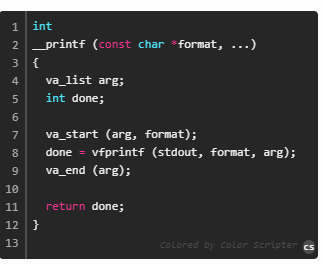 1 int
2 __printf (const char *format, ...)
3 {
4   va_list arg;
5   int done;
6
7   va_start (arg, format);
8   done = vfprintf (stdout, format, arg);
9   va_end (arg);
10
11   return done;
12 }
13
Colored by Color Scripter cs